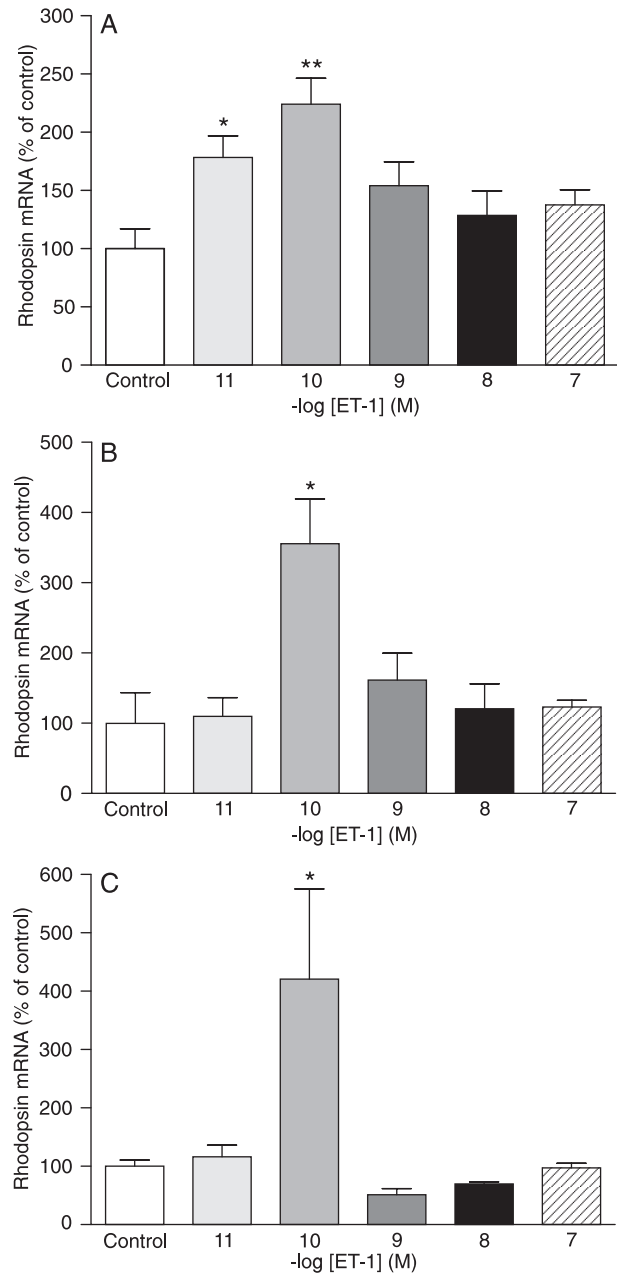 A
Rhodopsin mRNA (% of control)
300
250
200
150
100
50
0
*
**
Control 11 10 9 8 7
-log [ET-1] (M)
B
Rhodopsin mRNA (% of control)
500
400
300
200
100
0
*
Control 11 10 9 8 7
-log [ET-1] (M)
C
Rhodopsin mRNA (% of control)
600
500
400
300
200
100
0
*
Control 11 10 9 8 7
-log [ET-1] (M)